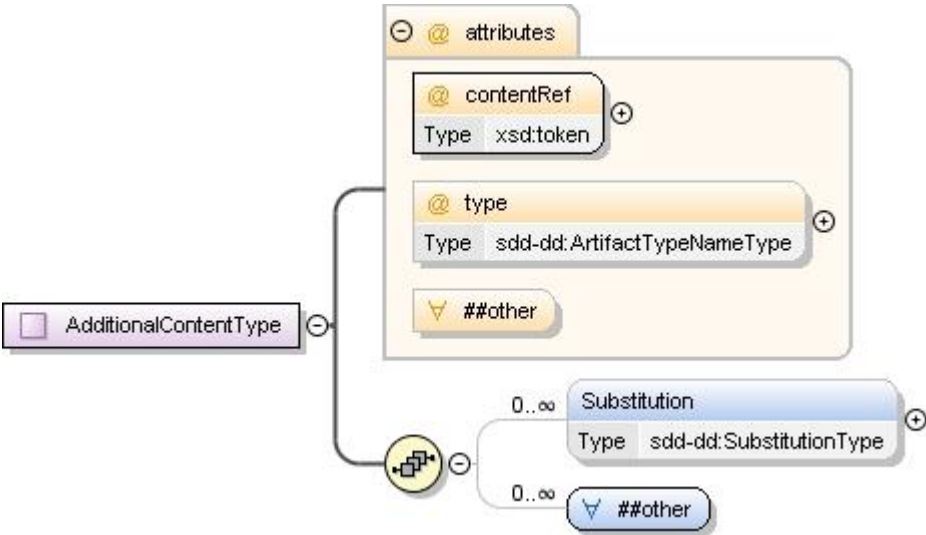 @ attributes
@ contentRef
Type xsd:token
@ type
Type sdd-dd:ArtifactTypeNameType
∀ ##other
AdditionalContentType
0..∞ Substitution
Type sdd-dd:SubstitutionType
0..∞
∀ ##other